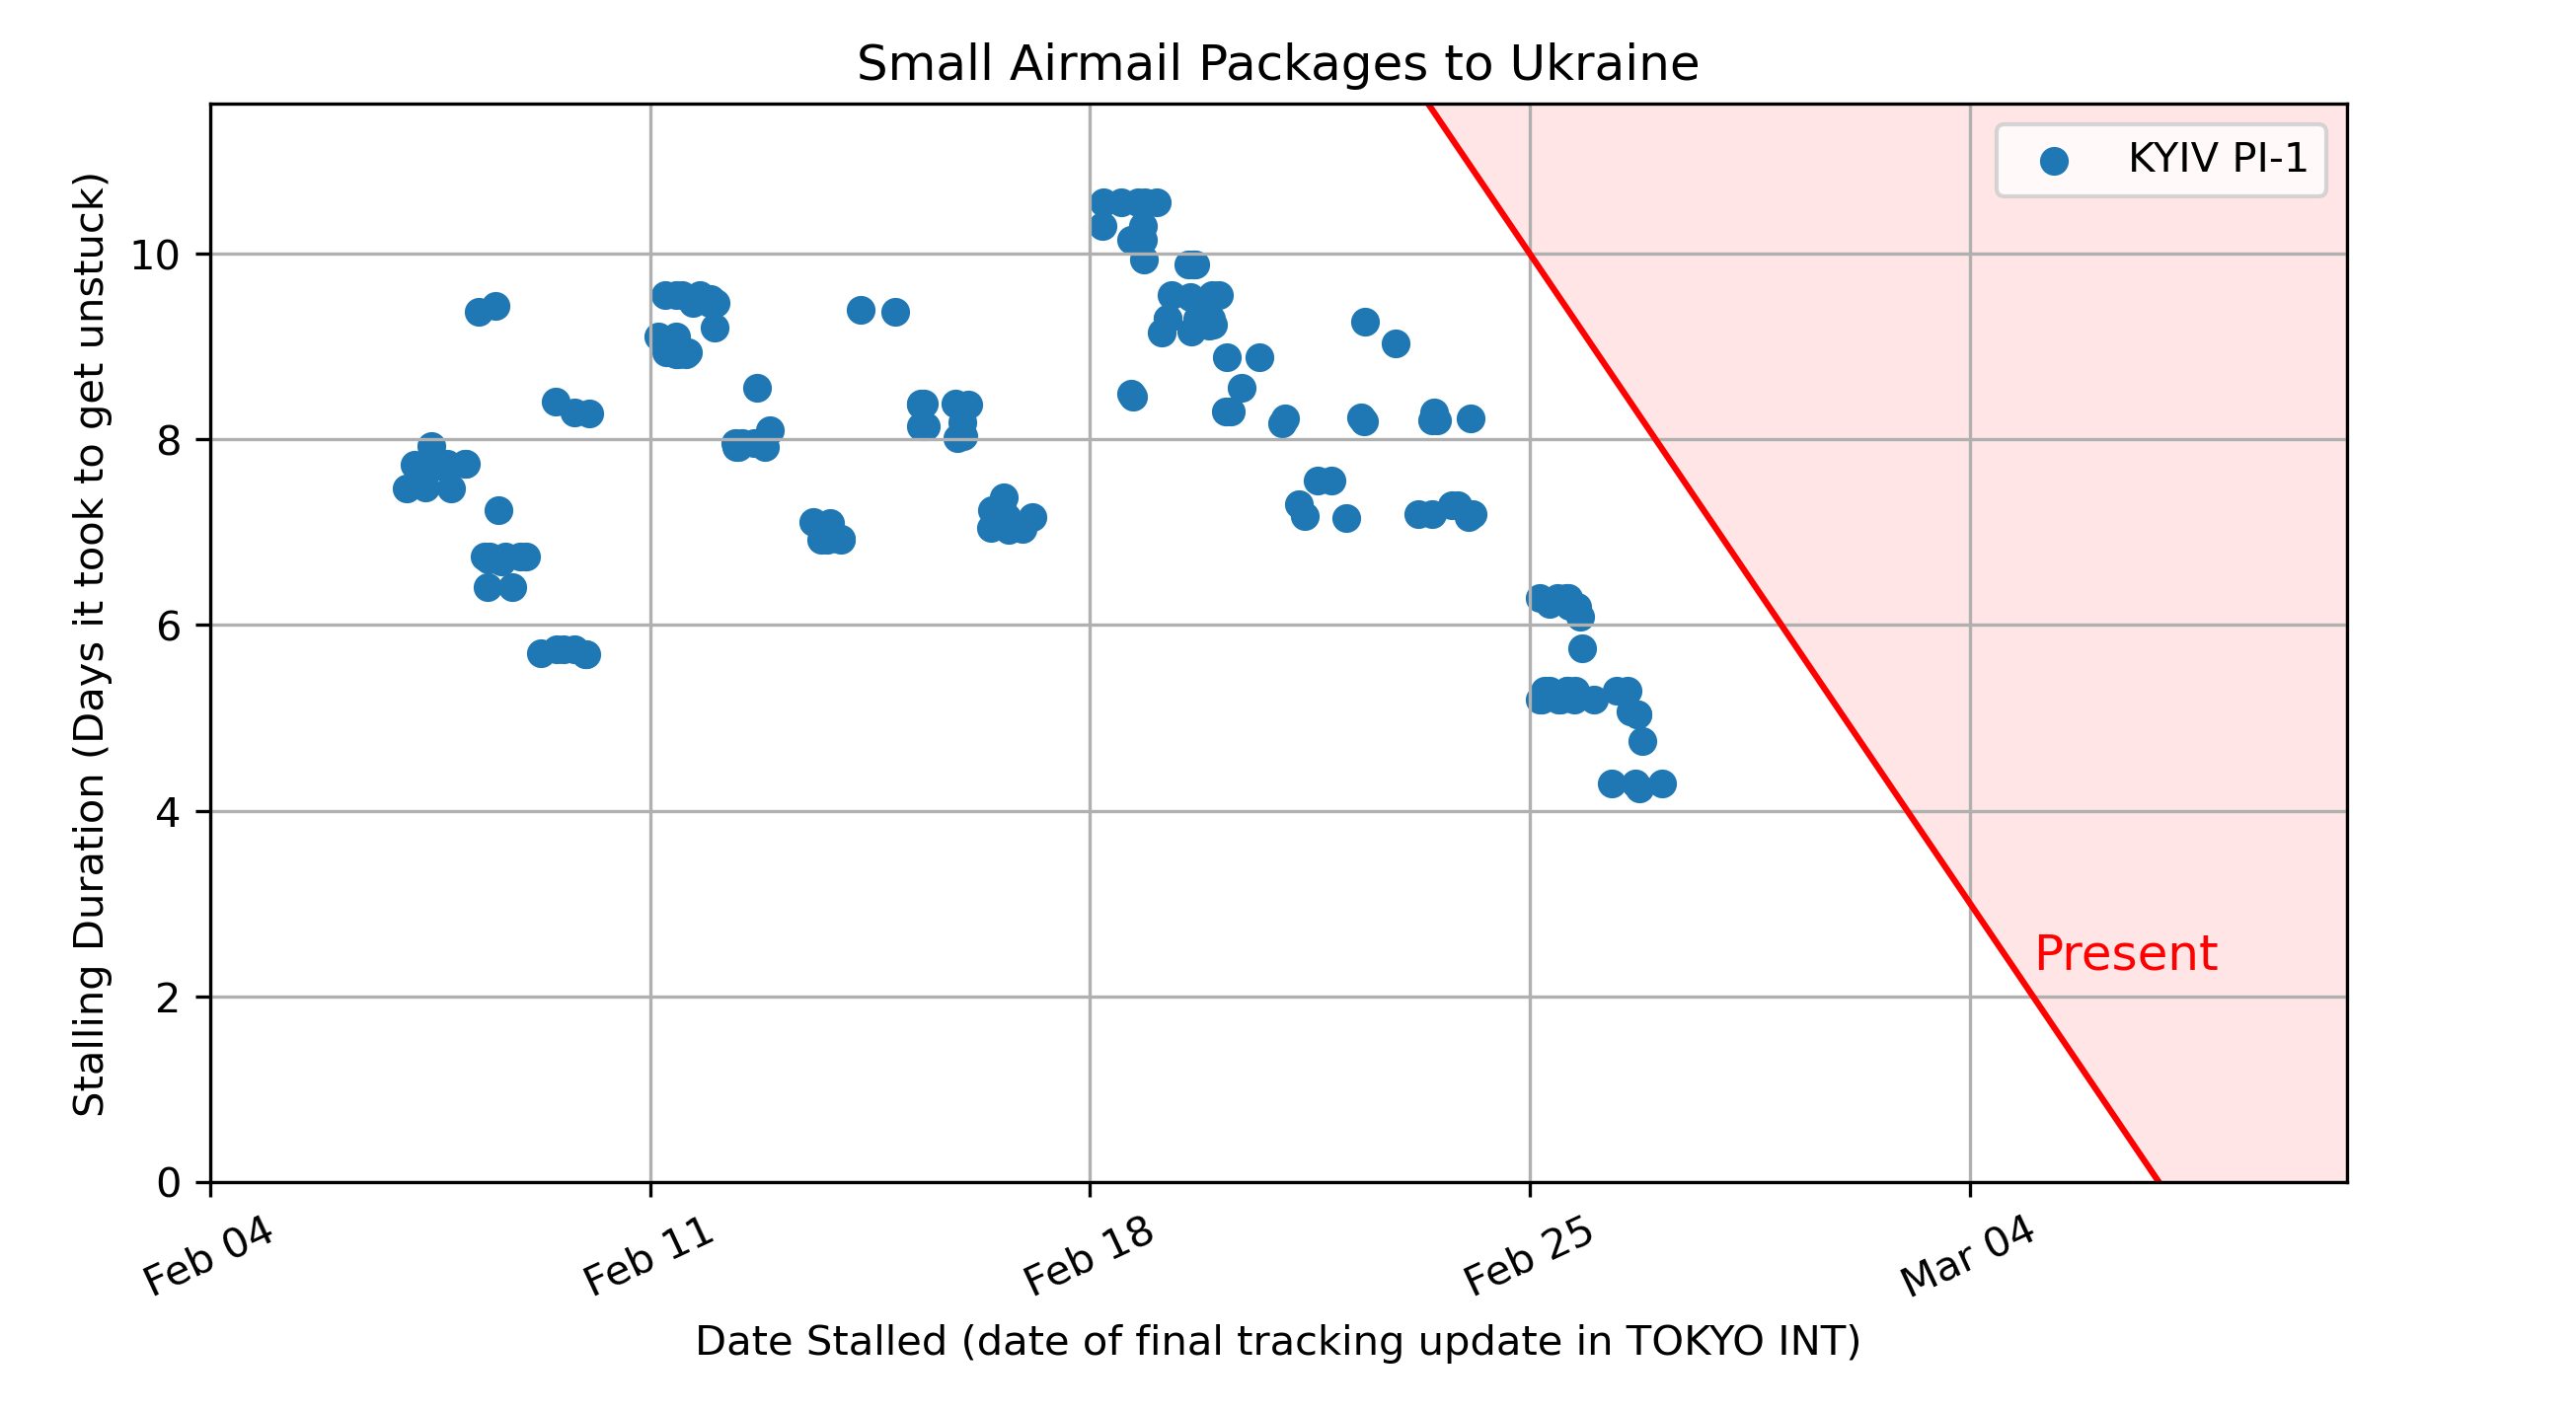 Small Airmail Packages to Ukraine
KYIV PI-1
Stalling Duration (Days it took to get unstuck)
10
8
6
4
2
0
Present
Feb 04
Feb 11
Feb 18
Feb 25
Mar 04
Date Stalled (date of final tracking update in TOKYO INT)